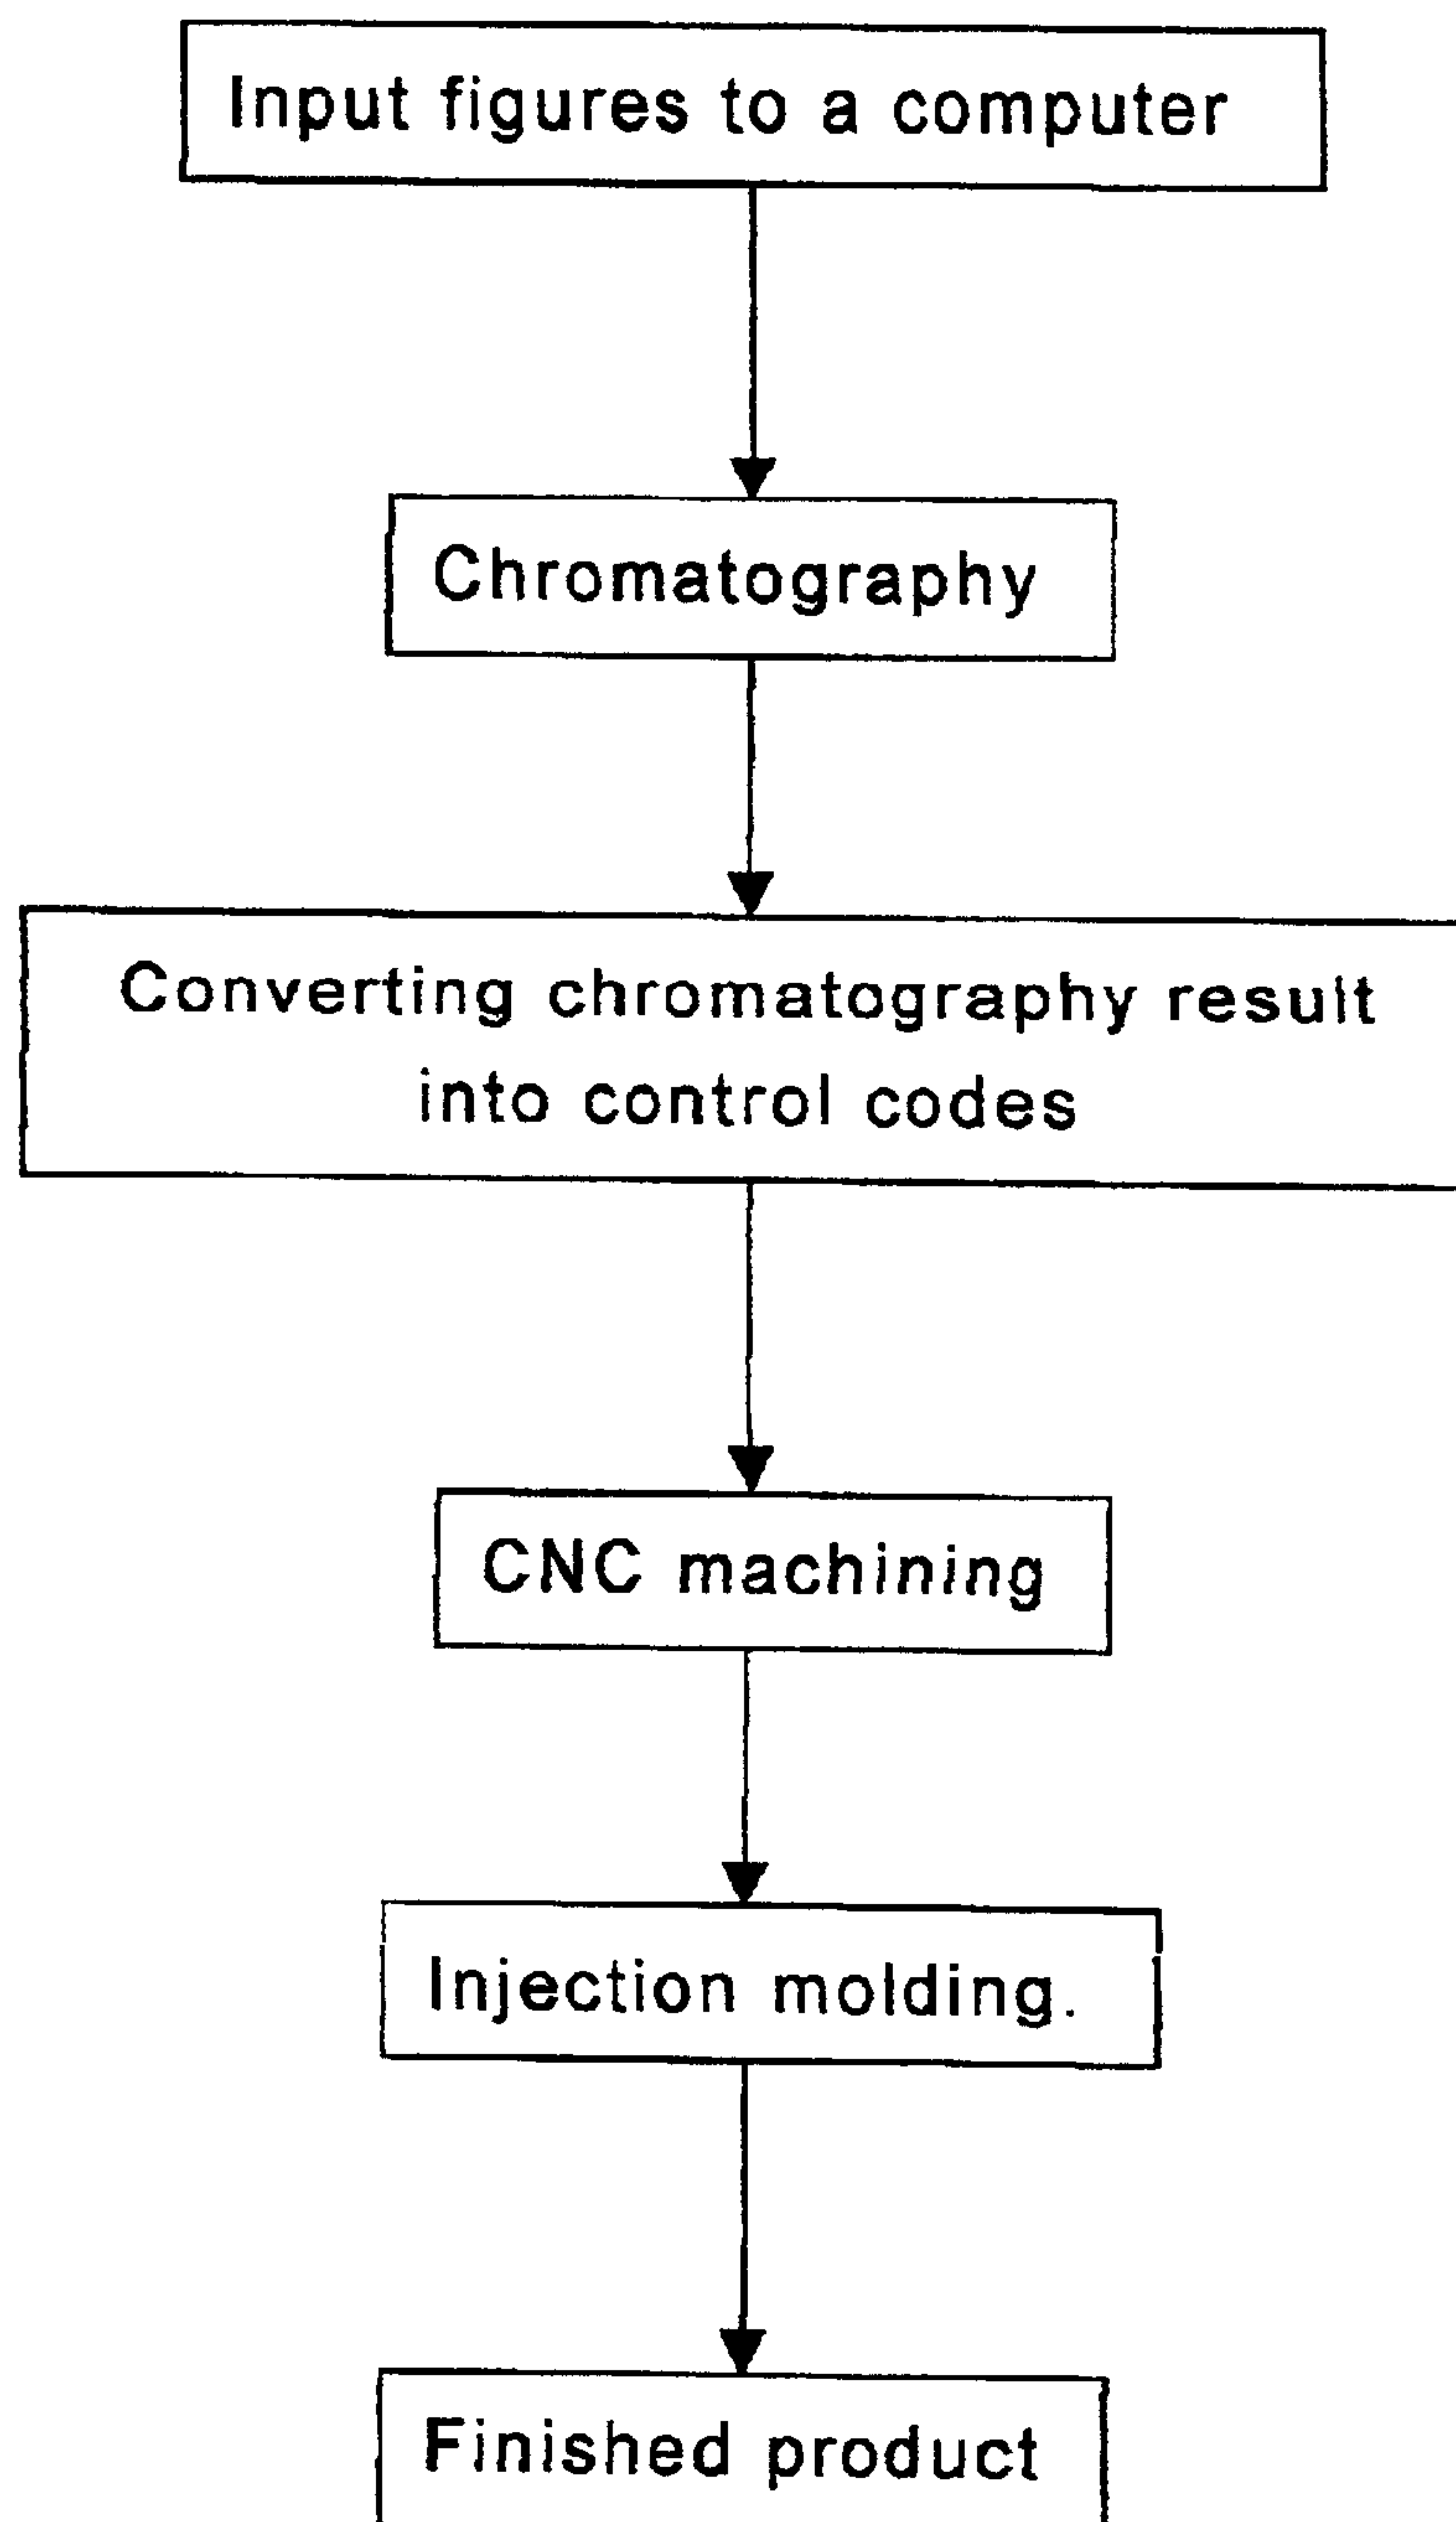 Input figures to a computer
Chromatography
Converting chromatography result
into control codes
CNC machining
Injection molding.
Finished product